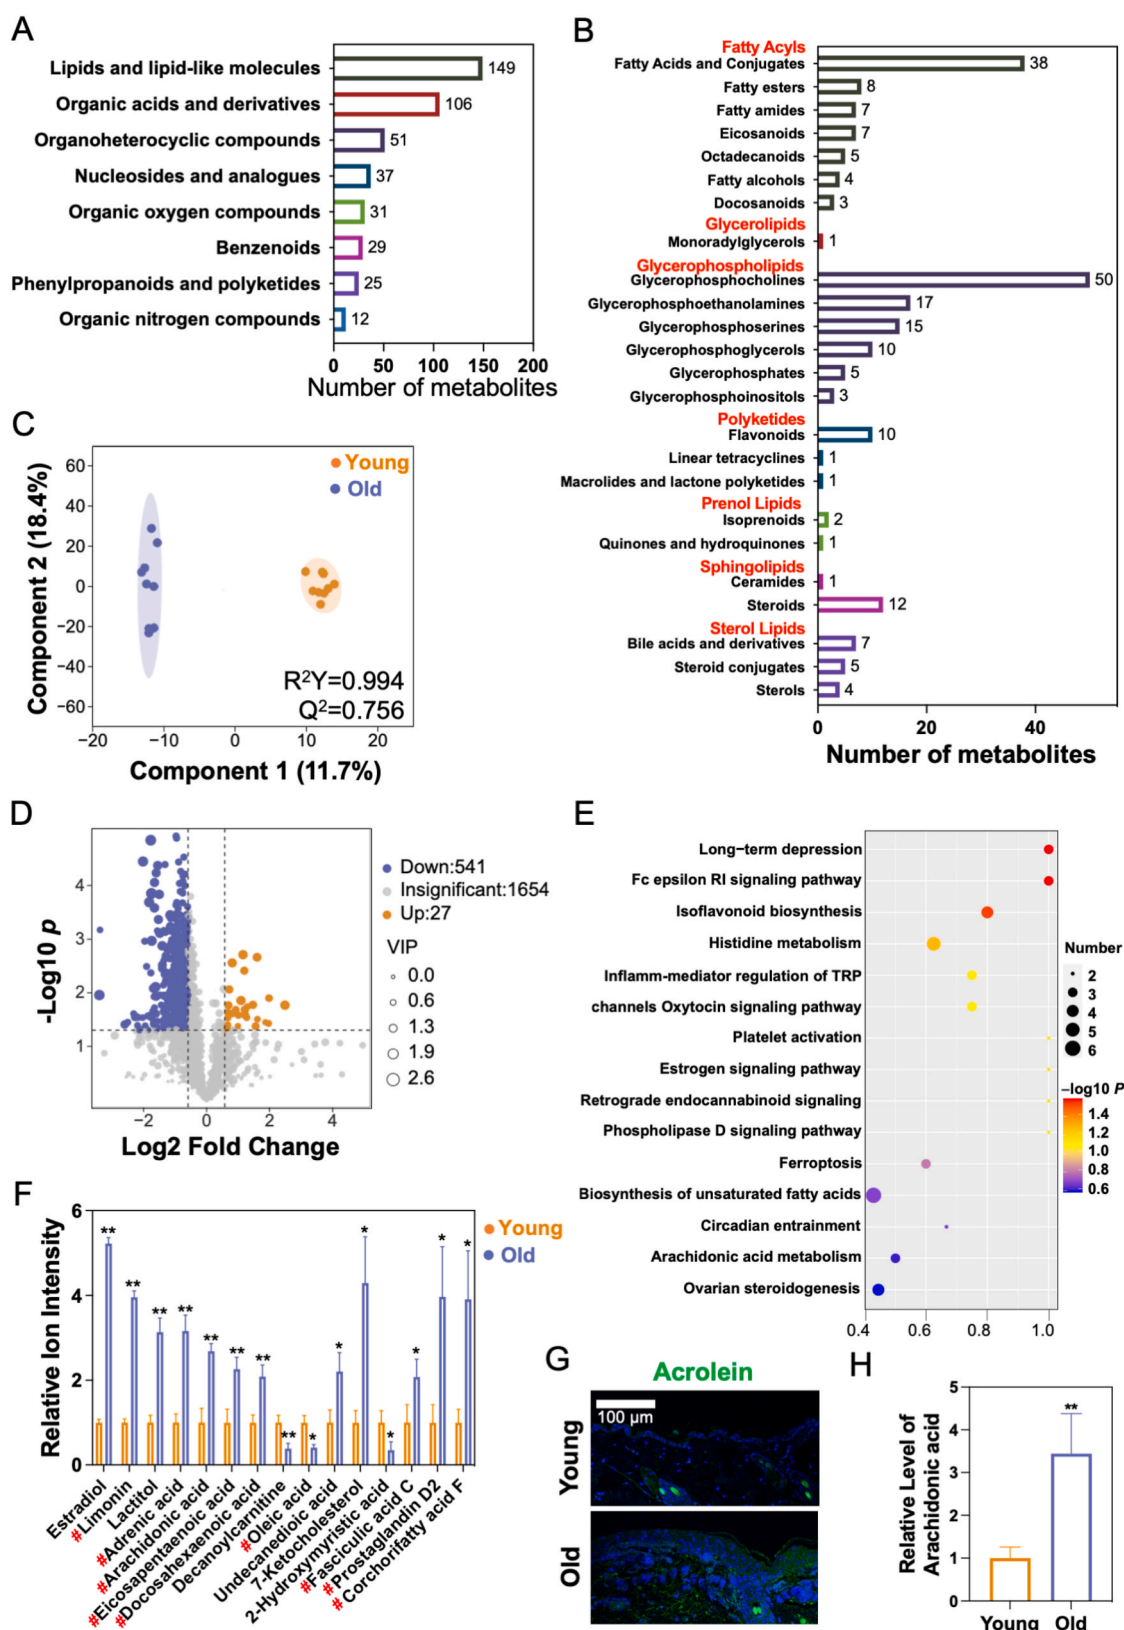 A
Lipids and lipid-like molecules 149
Organic acids and derivatives 106
Organoheterocyclic compounds 51
Nucleosides and analogues 37
Organic oxygen compounds 31
Benzenoids 29
Phenylpropanoids and polyketides 25
Organic nitrogen compounds 12
0 50 100 150 200
Number of metabolites
B
Fatty Acyls
Fatty Acids and Conjugates 38
Fatty esters 8
Fatty amides 7
Eicosanoids 7
Octadecanoids 5
Fatty alcohols 4
Docosanoids 3
Glycerolipids
Monoradylglycerols 1
Glycerophospholipids
Glycerophosphocholines 50
Glycerophosphoethanolamines 17
Glycerophosphoserines 15
Glycerophosphoglycerols 10
Glycerophosphates 5
Glycerophosphoinositols 3
Polyketides
Flavonoids 10
Linear tetracyclines 1
Macrolides and lactone polyketides 1
Prenol Lipids
Isoprenoids 2
Quinones and hydroquinones 1
Sphingolipids
Ceramides 1
Steroids 12
Sterol Lipids
Bile acids and derivatives 7
Steroid conjugates 5
Sterols 4
0 20 40
Number of metabolites
C
Component 2 (18.4%)
60
40
20
0
−20
−40
−60
Young
Old
R²Y=0.994
Q²=0.756
−20 −10 0 10 20
Component 1 (11.7%)
D
-Log10 p
4
3
2
1
−2 0 2 4
Log2 Fold Change
Down:541
Insignificant:1654
Up:27
VIP
0.0
0.6
1.3
1.9
2.6
E
Long−term depression
Fc epsilon RI signaling pathway
Isoflavonoid biosynthesis
Histidine metabolism
Inflamm-mediator regulation of TRP
channels Oxytocin signaling pathway
Platelet activation
Estrogen signaling pathway
Retrograde endocannabinoid signaling
Phospholipase D signaling pathway
Ferroptosis
Biosynthesis of unsaturated fatty acids
Circadian entrainment
Arachidonic acid metabolism
Ovarian steroidogenesis
0.4 0.6 0.8 1.0
Number
2
3
4
5
6
−log10 P
1.4
1.2
1.0
0.8
0.6
F
Relative Ion Intensity
6
4
2
0
Young
Old
** ** ** ** ** ** ** ** * * * * * * *
Estradiol
#Limonin
Lactitol
#Adrenic acid
#Arachidonic acid
#Eicosapentaenoic acid
#Docosahexaenoic acid
Decanoylcarnitine
#Oleic acid
Undecanedioic acid
7-Ketocholesterol
2-Hydroxymyristic acid
#Fasciculic acid C
#Prostaglandin D2
#Corchorifatty acid F
G
Acrolein
100 µm
Young
Old
H
Relative Level of
Arachidonic acid
5
4
3
2
1
0
**
Young Old